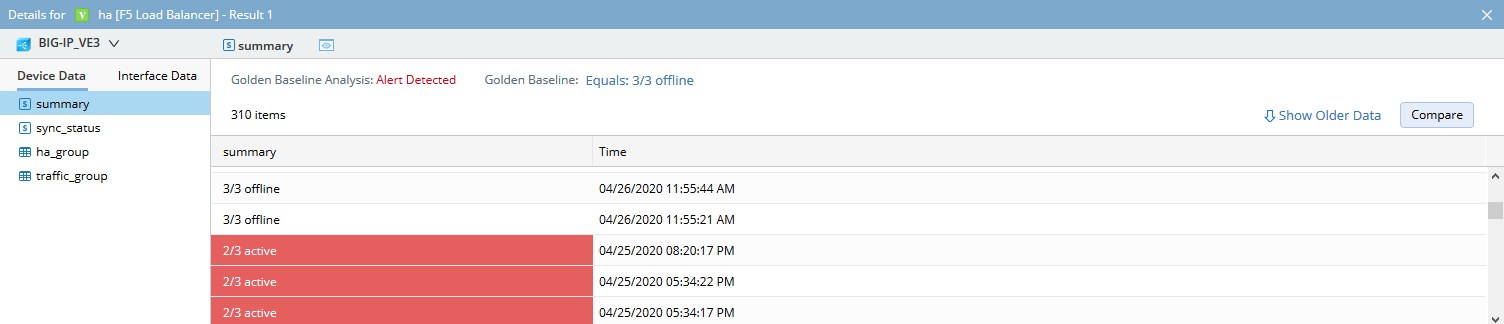 Details for V ha [F5 Load Balancer] - Result 1
BIG-IP_VE3
$ summary
Device Data Interface Data
$ summary
$ sync_status
ha_group
traffic_group
Golden Baseline Analysis: Alert Detected Golden Baseline: Equals: 3/3 offline
310 items Show Older Data Compare
summary Time
3/3 offline 04/26/2020 11:55:44 AM
3/3 offline 04/26/2020 11:55:21 AM
2/3 active 04/25/2020 08:20:17 PM
2/3 active 04/25/2020 05:34:22 PM
2/3 active 04/25/2020 05:34:17 PM